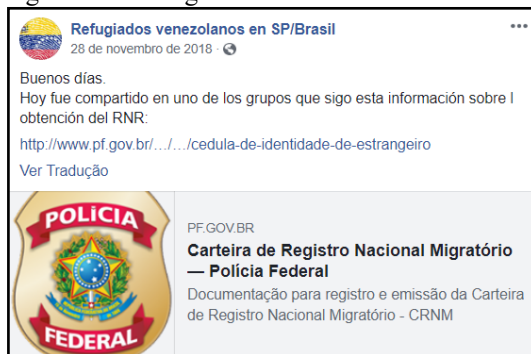 Refugiados venezolanos en SP/Brasil
28 de novembro de 2018
Buenos días.
Hoy fue compartido en uno de los grupos que sigo esta información sobre l
obtención del RNR:
http://www.pf.gov.br/.../.../cedula-de-identidade-de-estrangeiro
Ver Tradução
POLÍCIA
FEDERAL
PF.GOV.BR
Carteira de Registro Nacional Migratório
— Polícia Federal
Documentação para registro e emissão da Carteira
de Registro Nacional Migratório - CRNM